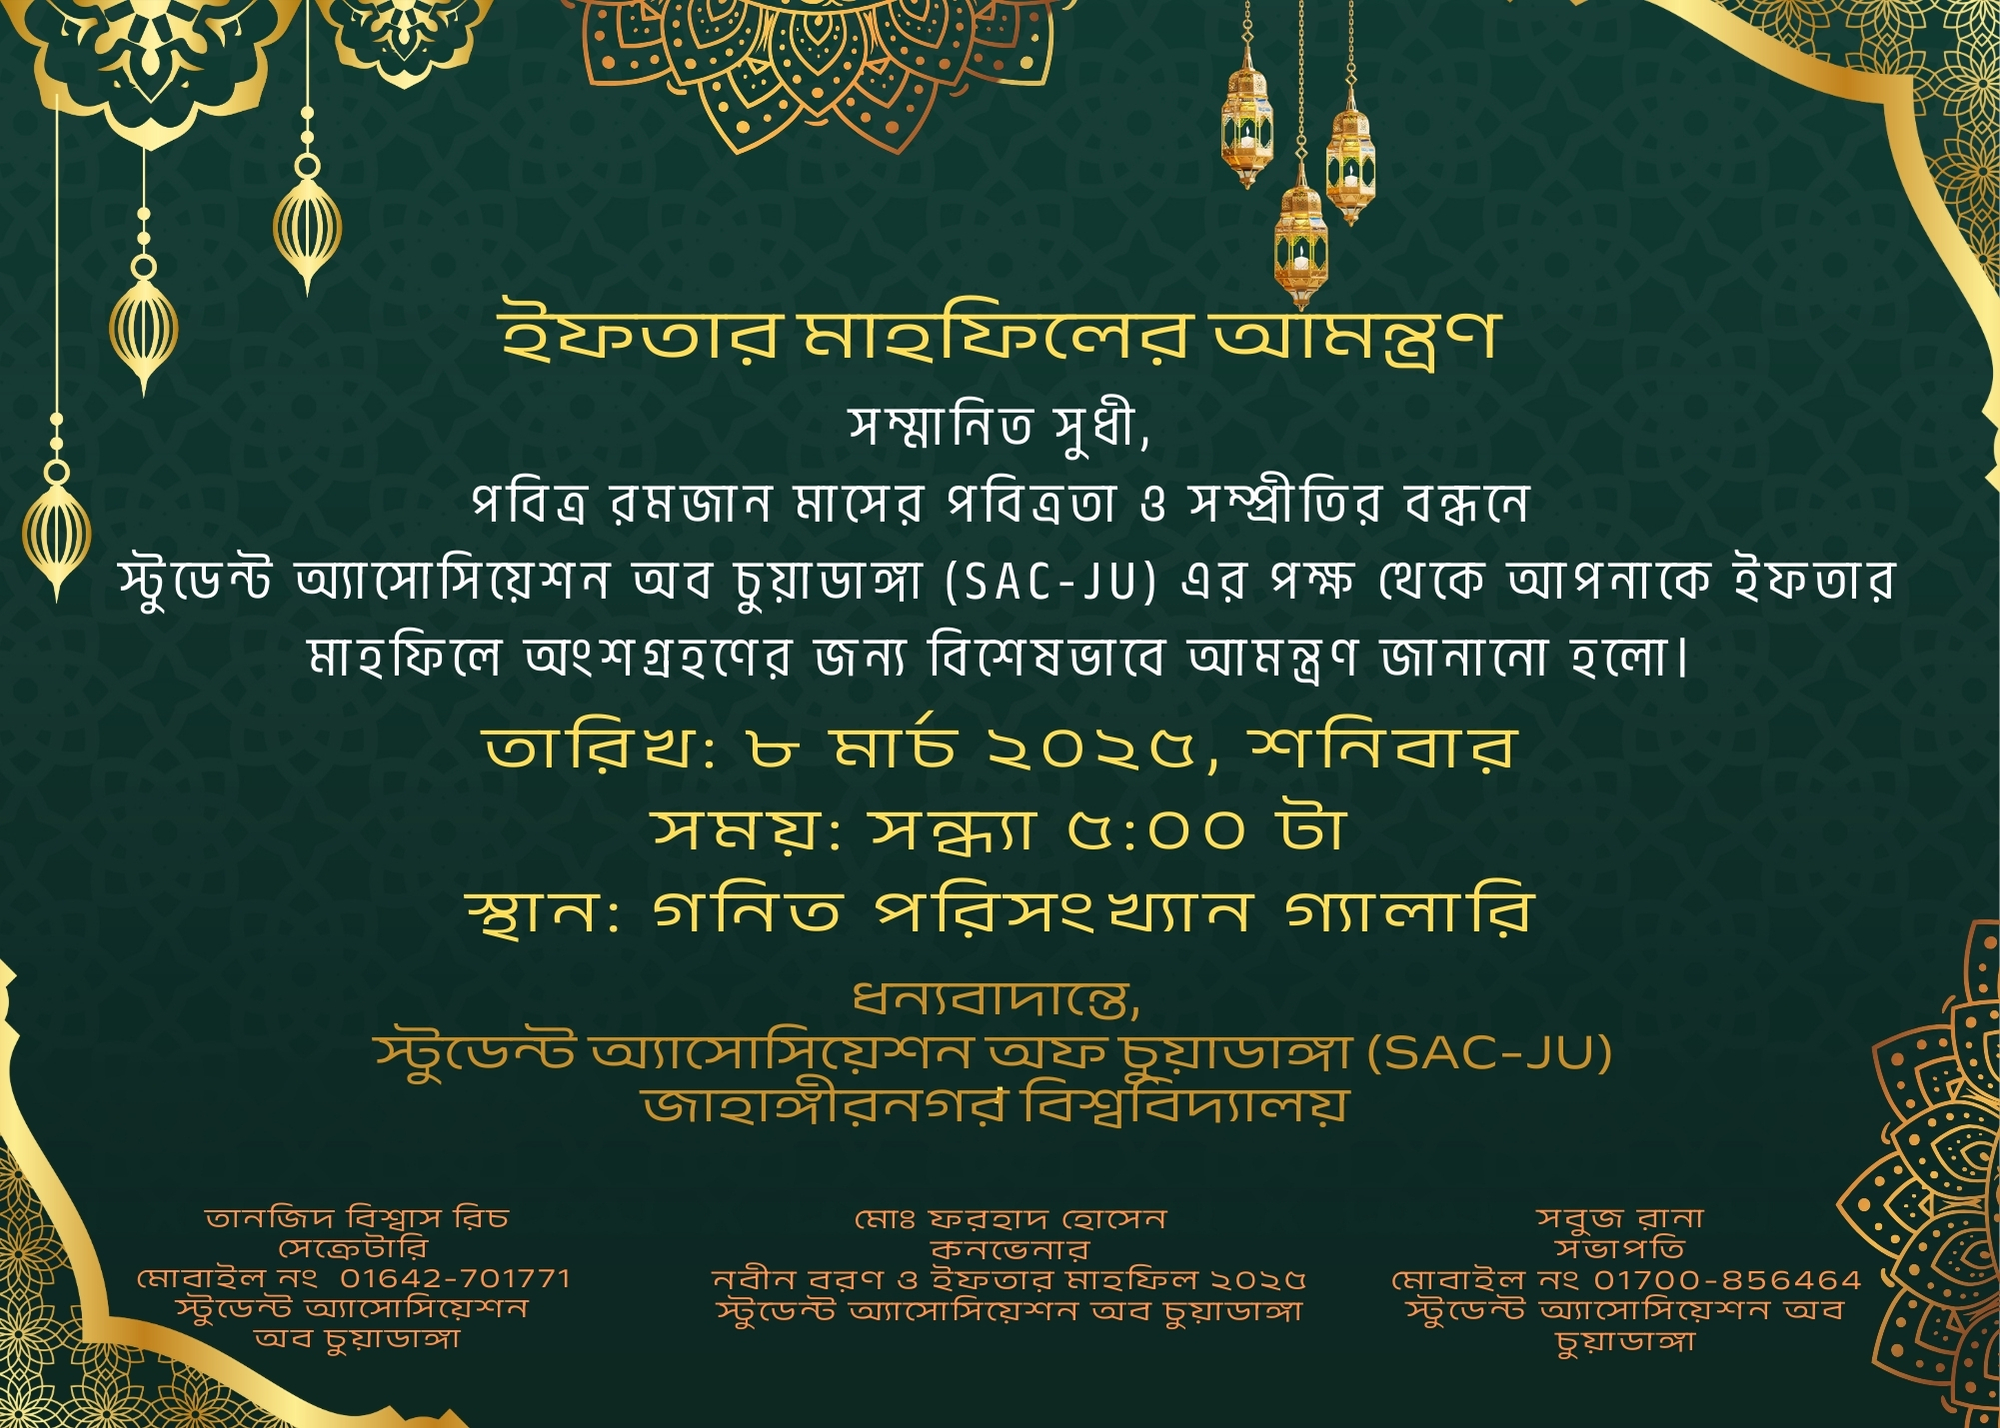 ইফতার মাহফিলের আমন্ত্রণ
সম্মানিত সুধী,
পবিত্র রমজান মাসের পবিত্রতা ও সম্প্রীতির বন্ধনে
স্টুডেন্ট অ্যাসোসিয়েশন অব চুয়াডাঙ্গা (SAC-JU) এর পক্ষ থেকে আপনাকে ইফতার
মাহফিলে অংশগ্রহণের জন্য বিশেষভাবে আমন্ত্রণ জানানো হলো।
তারিখ: ৮ মার্চ ২০২৫, শনিবার
সময়: সন্ধ্যা ৫:০০ টা
স্থান: গনিত পরিসংখ্যান গ্যালারি
ধন্যবাদান্তে,
স্টুডেন্ট অ্যাসোসিয়েশন অফ চুয়াডাঙ্গা (SAC-JU)
জাহাঙ্গীরনগর বিশ্ববিদ্যালয়
তানজিদ বিশ্বাস রিচ
সেক্রেটারি
মোবাইল নং 01642-701771
স্টুডেন্ট অ্যাসোসিয়েশন
অব চুয়াডাঙ্গা
মোঃ ফরহাদ হোসেন
কনভেনার
নবীন বরণ ও ইফতার মাহফিল ২০২৫
স্টুডেন্ট অ্যাসোসিয়েশন অব চুয়াডাঙ্গা
সবুজ রানা
সভাপতি
মোবাইল নং 01700-856464
স্টুডেন্ট অ্যাসোসিয়েশন অব
চুয়াডাঙ্গা